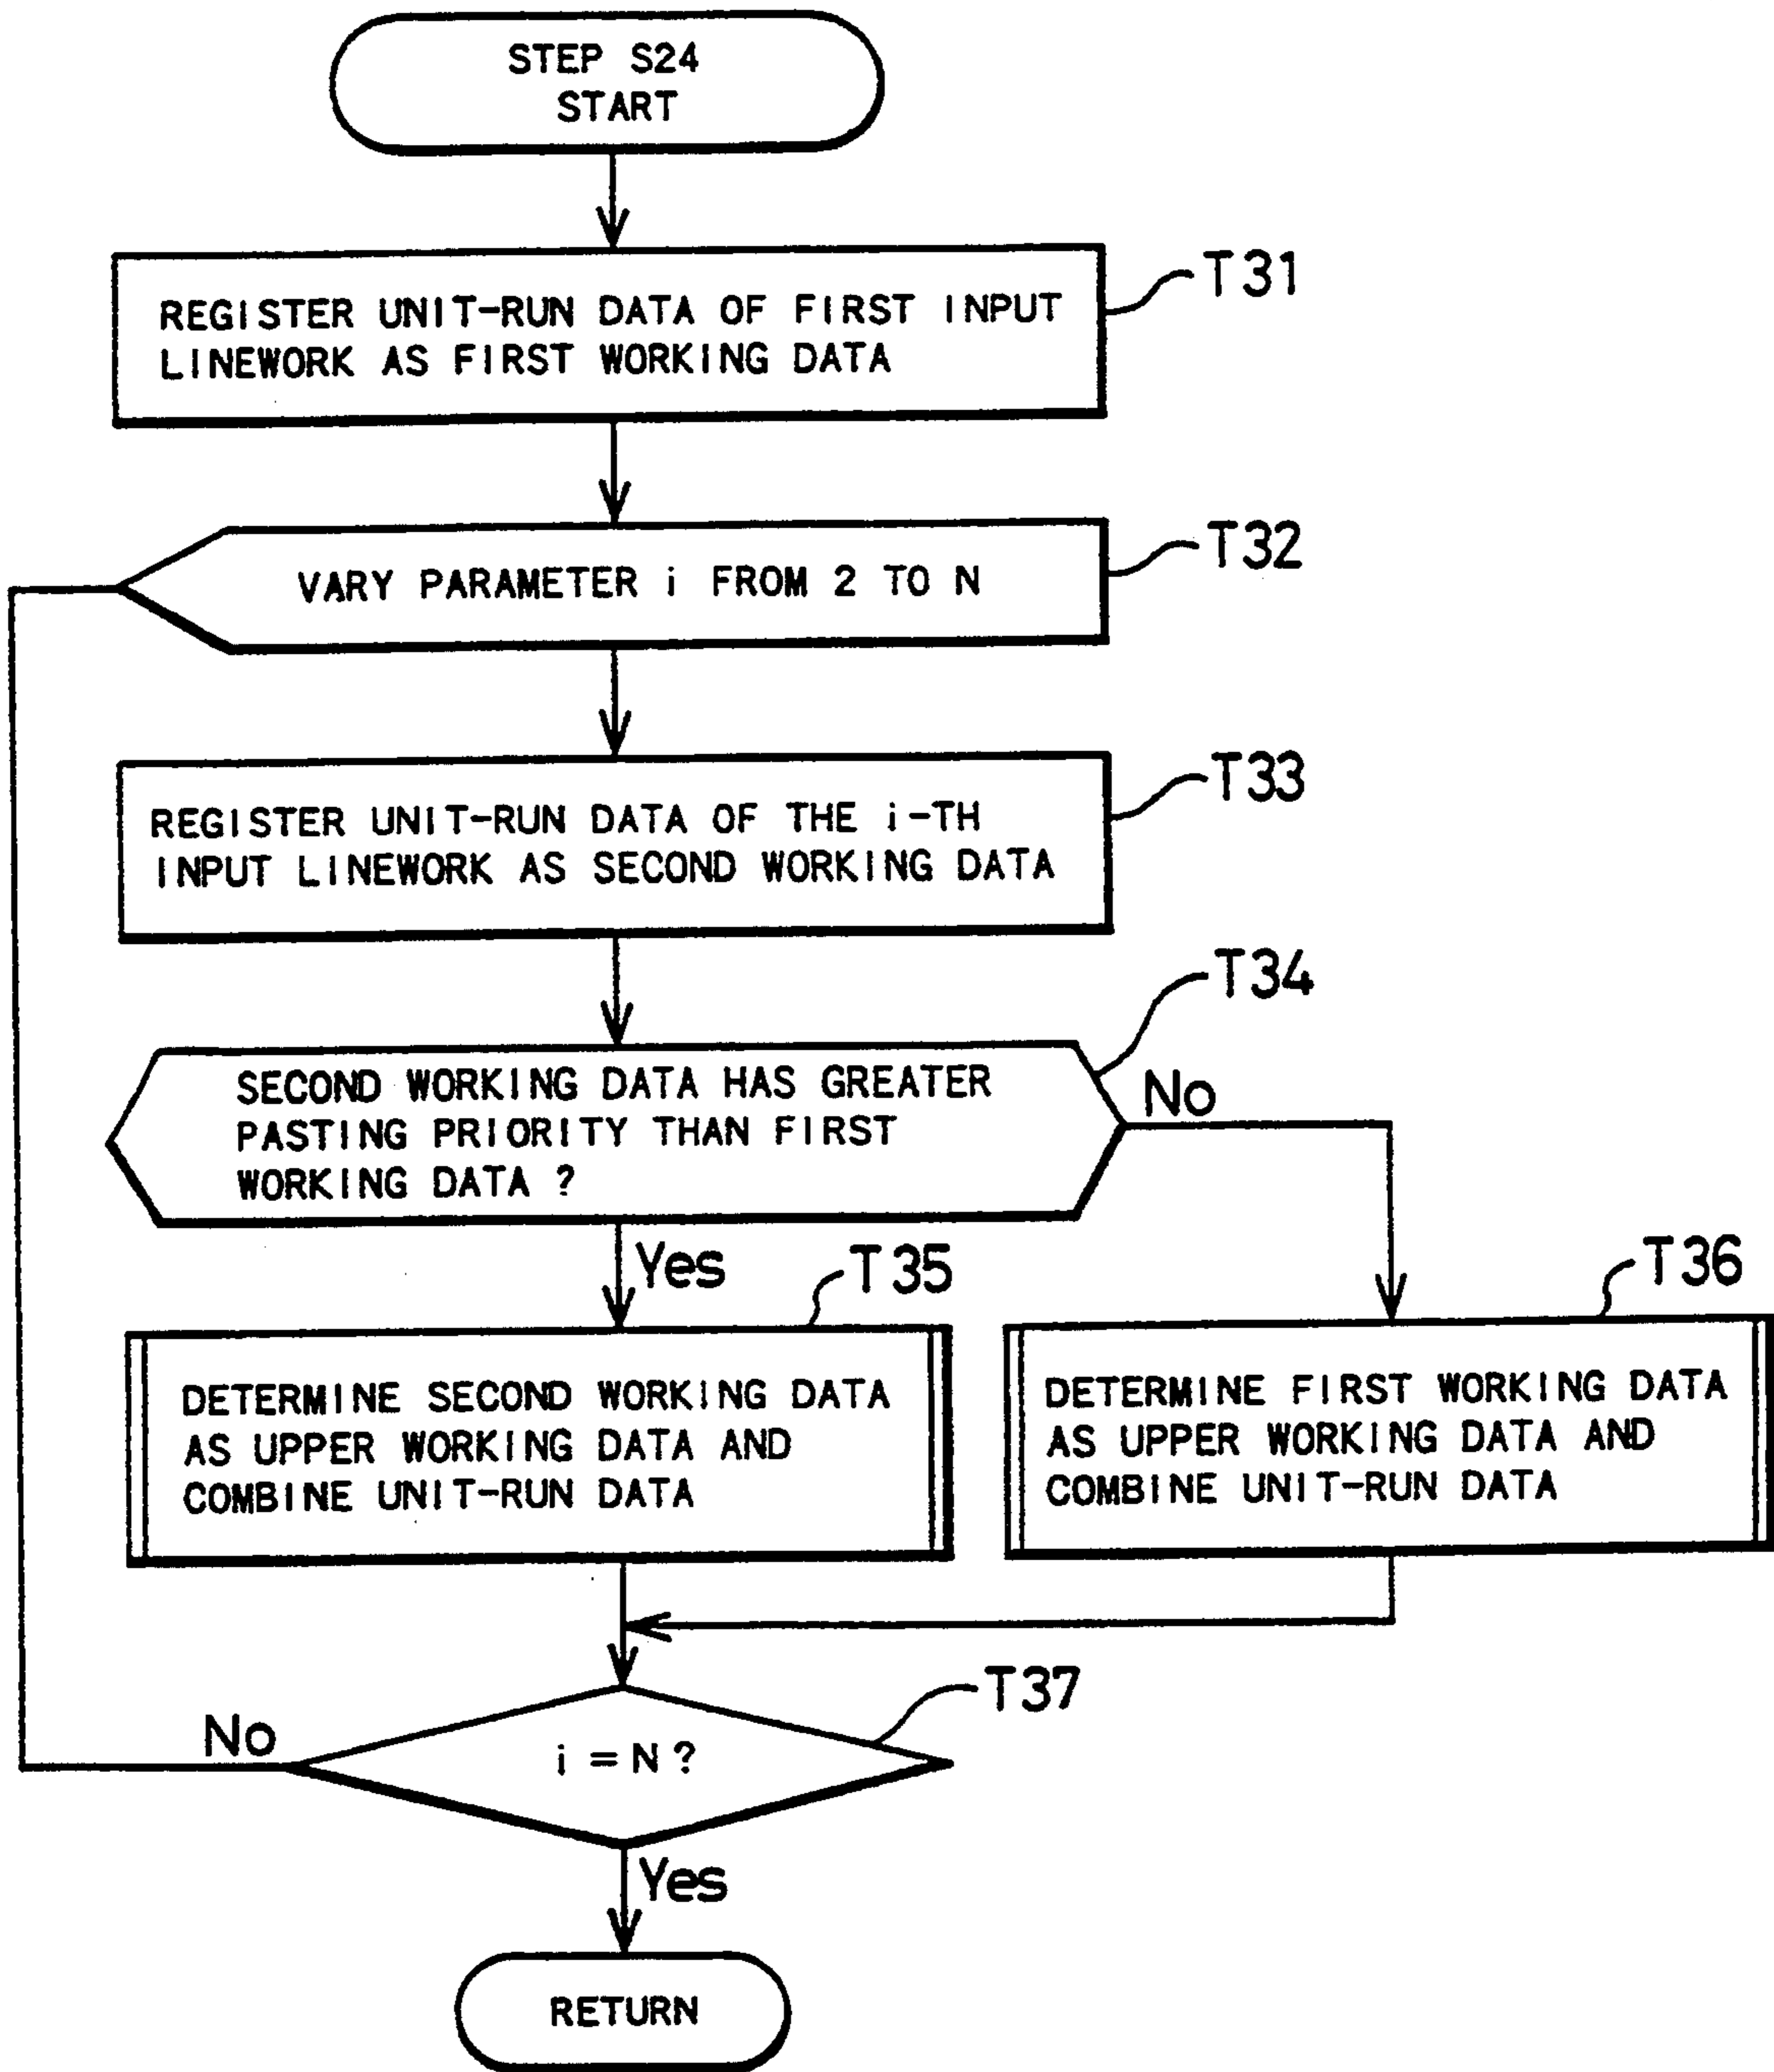 STEP S24
START
T31
REGISTER UNIT-RUN DATA OF FIRST INPUT
LINEWORK AS FIRST WORKING DATA
T32
VARY PARAMETER i FROM 2 TO N
T33
REGISTER UNIT-RUN DATA OF THE i-TH
INPUT LINEWORK AS SECOND WORKING DATA
T34
SECOND WORKING DATA HAS GREATER
PASTING PRIORITY THAN FIRST
WORKING DATA ?
No
Yes
T35
T36
DETERMINE SECOND WORKING DATA
AS UPPER WORKING DATA AND
COMBINE UNIT-RUN DATA
DETERMINE FIRST WORKING DATA
AS UPPER WORKING DATA AND
COMBINE UNIT-RUN DATA
T37
No
i = N ?
Yes
RETURN